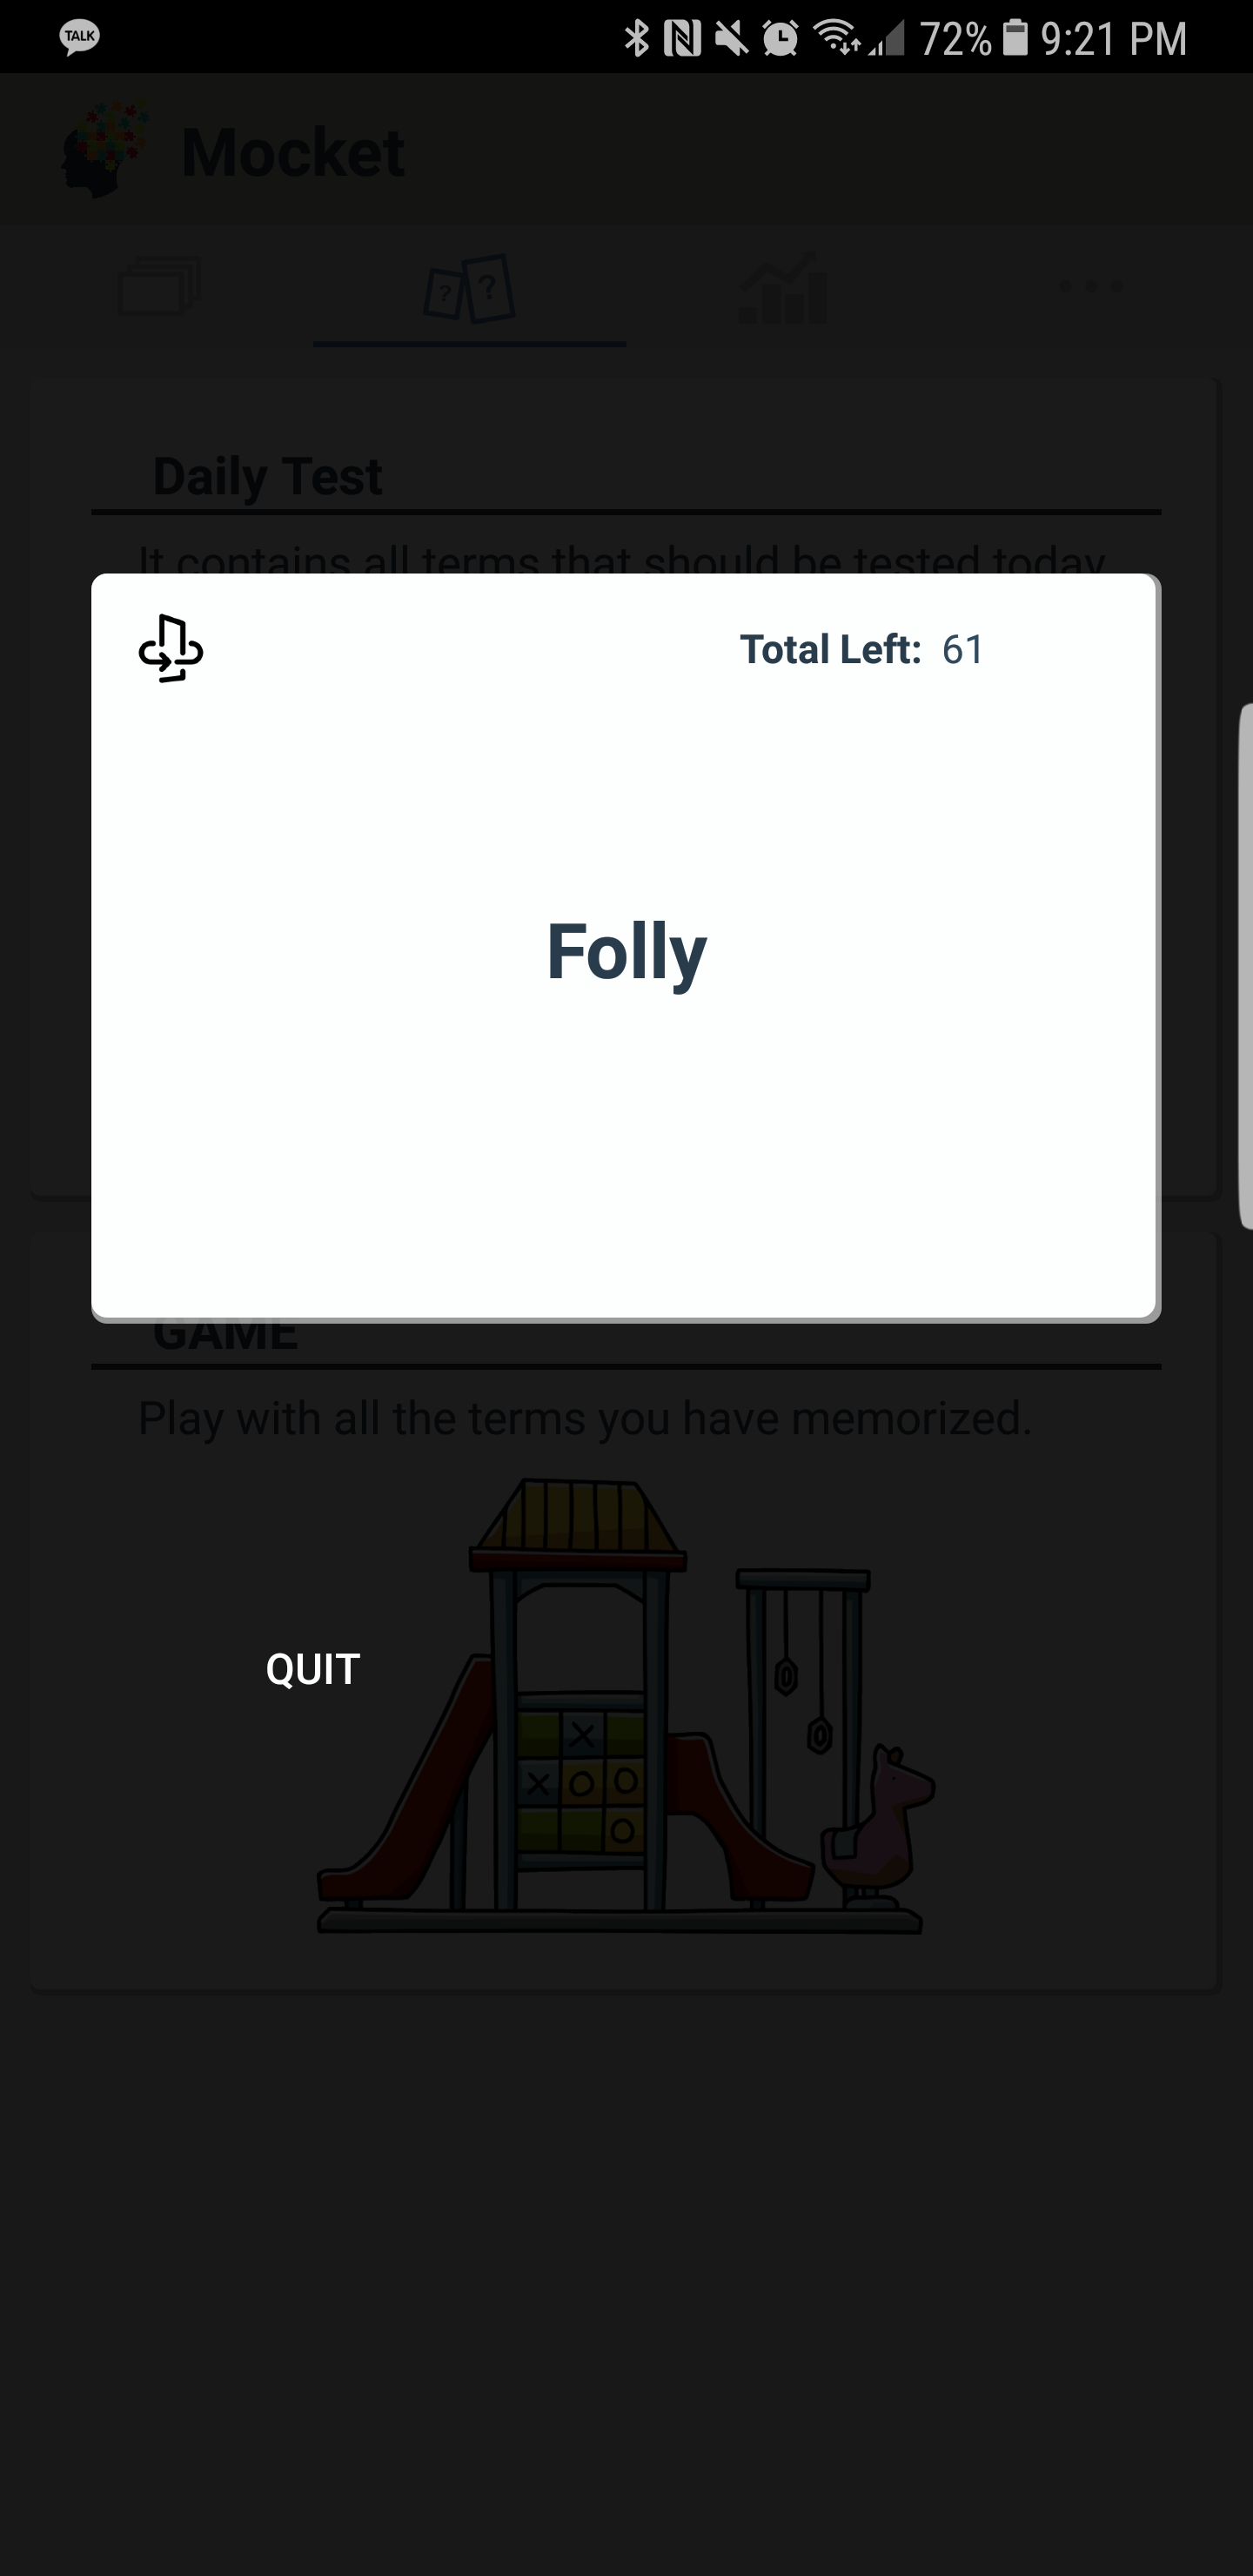 TALK 72% 9:21 PM
Mocket
? ?
Daily Test
It contains all terms that should be tested today
Total Left: 61
Folly
GAME
Play with all the terms you have memorized.
QUIT
X
X O O
O